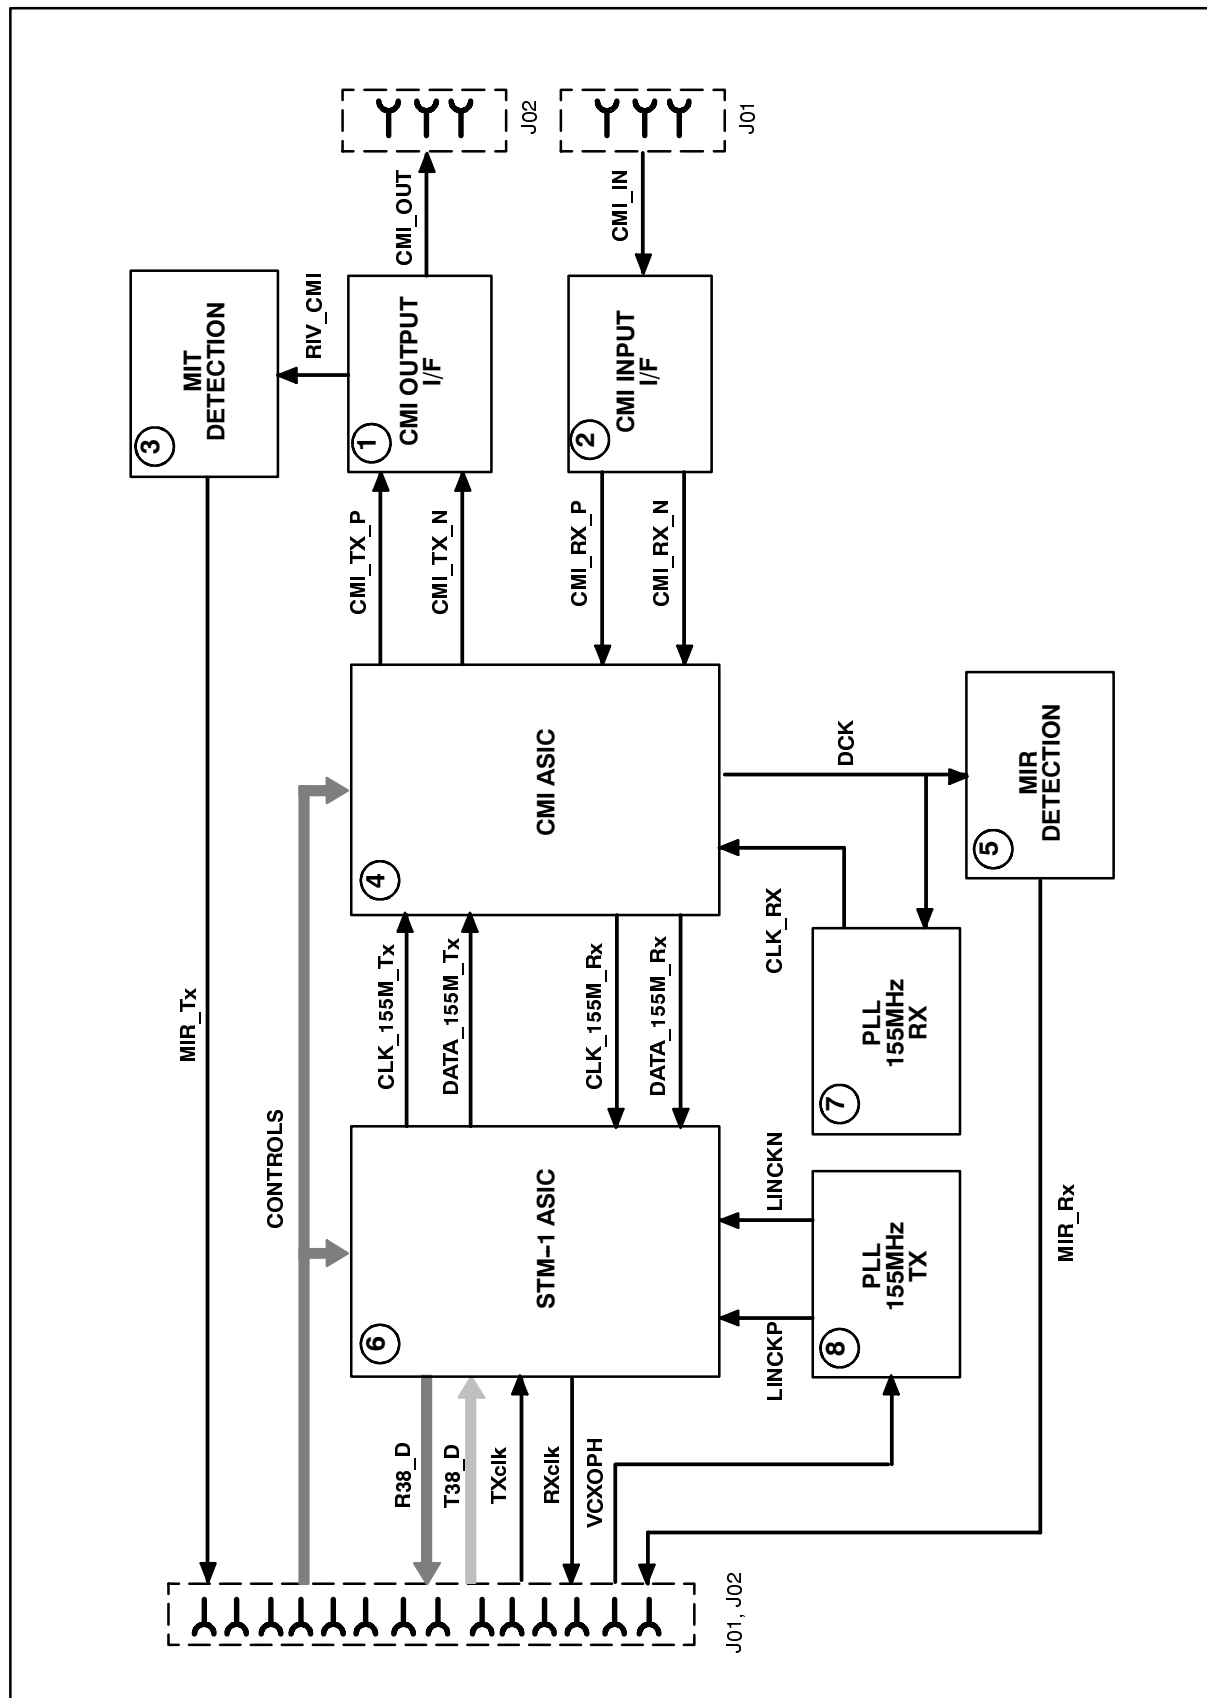 MIR_Tx
3
MIT
DETECTION
RIV_CMI
CONTROLS
R38_D
T38_D
TXclk
RXclk
VCXOPH
6
STM-1 ASIC
CLK_155M_Tx
DATA_155M_Tx
CLK_155M_Rx
DATA_155M_Rx
4
CMI ASIC
CMI_TX_P
CMI_TX_N
1
CMI OUTPUT
I/F
CMI_OUT
J02
CMI_RX_P
CMI_RX_N
2
CMI INPUT
I/F
CMI_IN
J01
LINCKP
LINCKN
CLK_RX
DCK
8
PLL
155MHz
TX
7
PLL
155MHz
RX
5
MIR
DETECTION
MIR_Rx
J01, J02